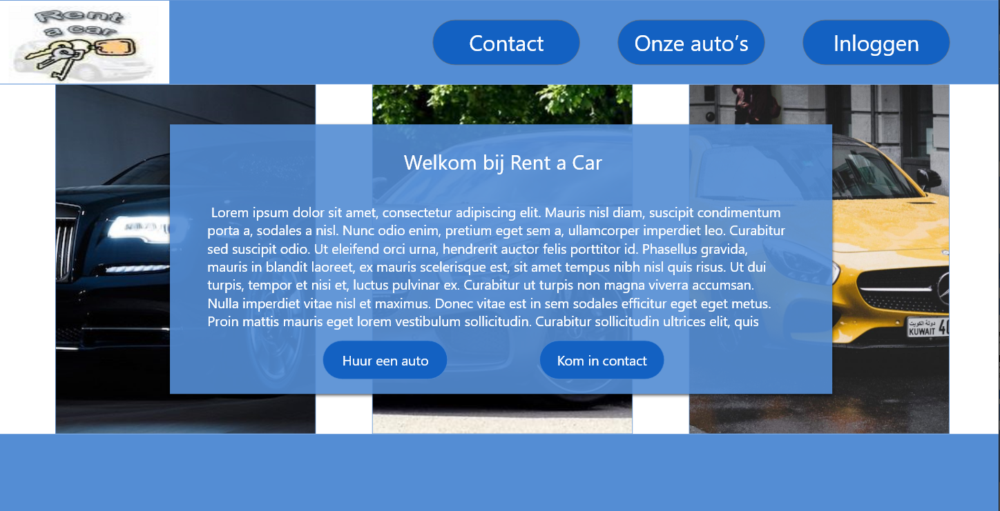 Rent
a car
Contact
Onze auto’s
Inloggen
Welkom bij Rent a Car
Lorem ipsum dolor sit amet, consectetur adipiscing elit. Mauris nisl diam, suscipit condimentum
porta a, sodales a nisl. Nunc odio enim, pretium eget sem a, ullamcorper imperdiet leo. Curabitur
sed suscipit odio. Ut eleifend orci urna, hendrerit auctor felis porttitor id. Phasellus gravida,
mauris in blandit laoreet, ex mauris scelerisque est, sit amet tempus nibh nisl quis risus. Ut dui
turpis, tempor et nisi et, luctus pulvinar ex. Curabitur ut turpis non magna viverra accumsan.
Nulla imperdiet vitae nisl et maximus. Donec vitae est in sem sodales efficitur eget eget metus.
Proin mattis mauris eget lorem vestibulum sollicitudin. Curabitur sollicitudin ultrices elit, quis
دولة الكويت
KUWAIT 40
Huur een auto
Kom in contact